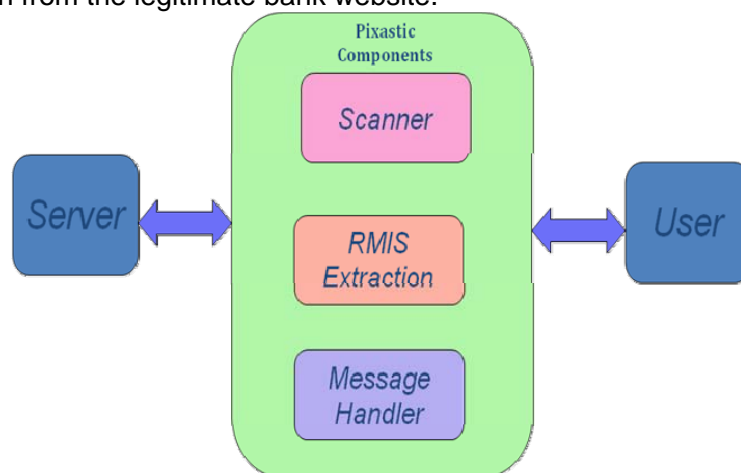 from the legitimate bank website.
Pixastic
Components
Scanner
Server
User
RMIS
Extraction
Message
Handler